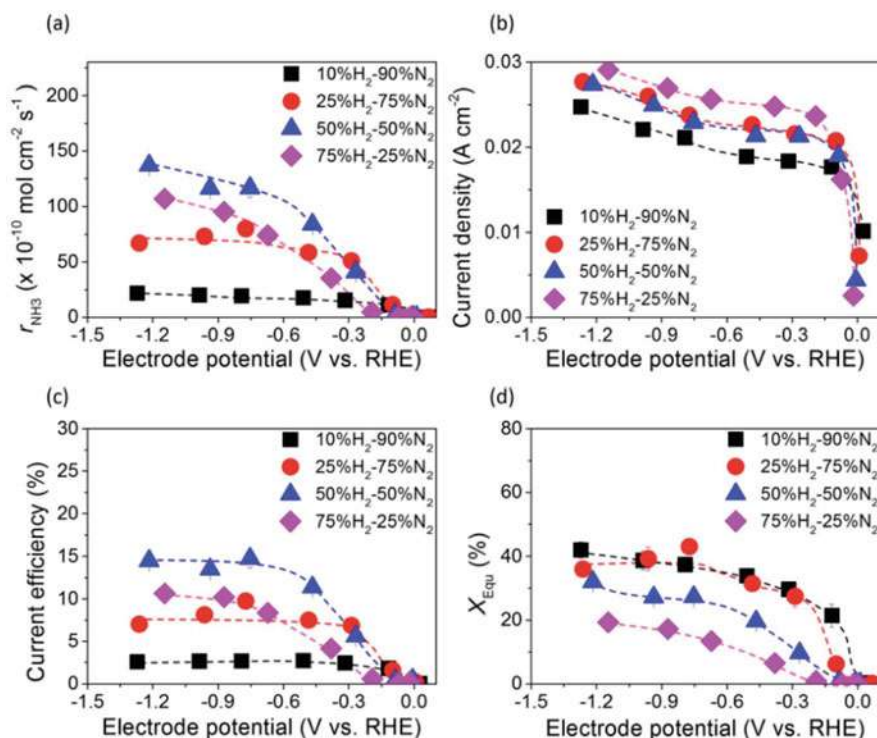 (a)
200
150
100
50
0
r NH3 (x 10⁻¹⁰ mol cm⁻² s⁻¹)
10%H₂-90%N₂
25%H₂-75%N₂
50%H₂-50%N₂
75%H₂-25%N₂
-1.5 -1.2 -0.9 -0.6 -0.3 0.0
Electrode potential (V vs. RHE)
(b)
0.03
0.02
0.01
0.00
Current density (A cm⁻²)
10%H₂-90%N₂
25%H₂-75%N₂
50%H₂-50%N₂
75%H₂-25%N₂
-1.5 -1.2 -0.9 -0.6 -0.3 0.0
Electrode potential (V vs. RHE)
(c)
30
25
20
15
10
5
0
Current efficiency (%)
10%H₂-90%N₂
25%H₂-75%N₂
50%H₂-50%N₂
75%H₂-25%N₂
-1.5 -1.2 -0.9 -0.6 -0.3 0.0
Electrode potential (V vs. RHE)
(d)
80
60
40
20
0
X Equ (%)
10%H₂-90%N₂
25%H₂-75%N₂
50%H₂-50%N₂
75%H₂-25%N₂
-1.5 -1.2 -0.9 -0.6 -0.3 0.0
Electrode potential (V vs. RHE)